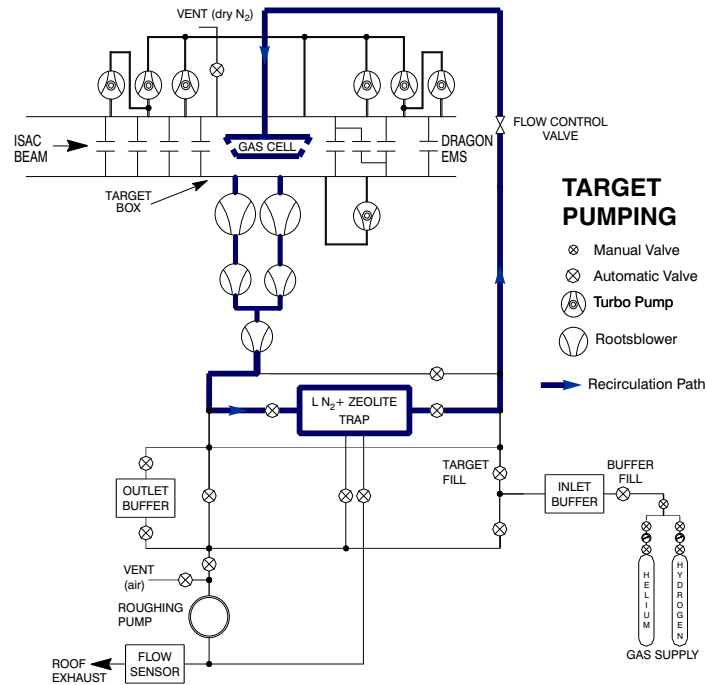 VENT (dry N₂)
GAS CELL
ISAC
BEAM
DRAGON
EMS
FLOW CONTROL
VALVE
TARGET
BOX
TARGET
PUMPING
Manual Valve
Automatic Valve
Turbo Pump
Rootsblower
Recirculation Path
L N₂+ ZEOLITE
TRAP
TARGET
FILL
BUFFER
FILL
INLET
BUFFER
OUTLET
BUFFER
VENT
(air)
ROUGHING
PUMP
HELIUM
HYDROGEN
GAS SUPPLY
ROOF
EXHAUST
FLOW
SENSOR